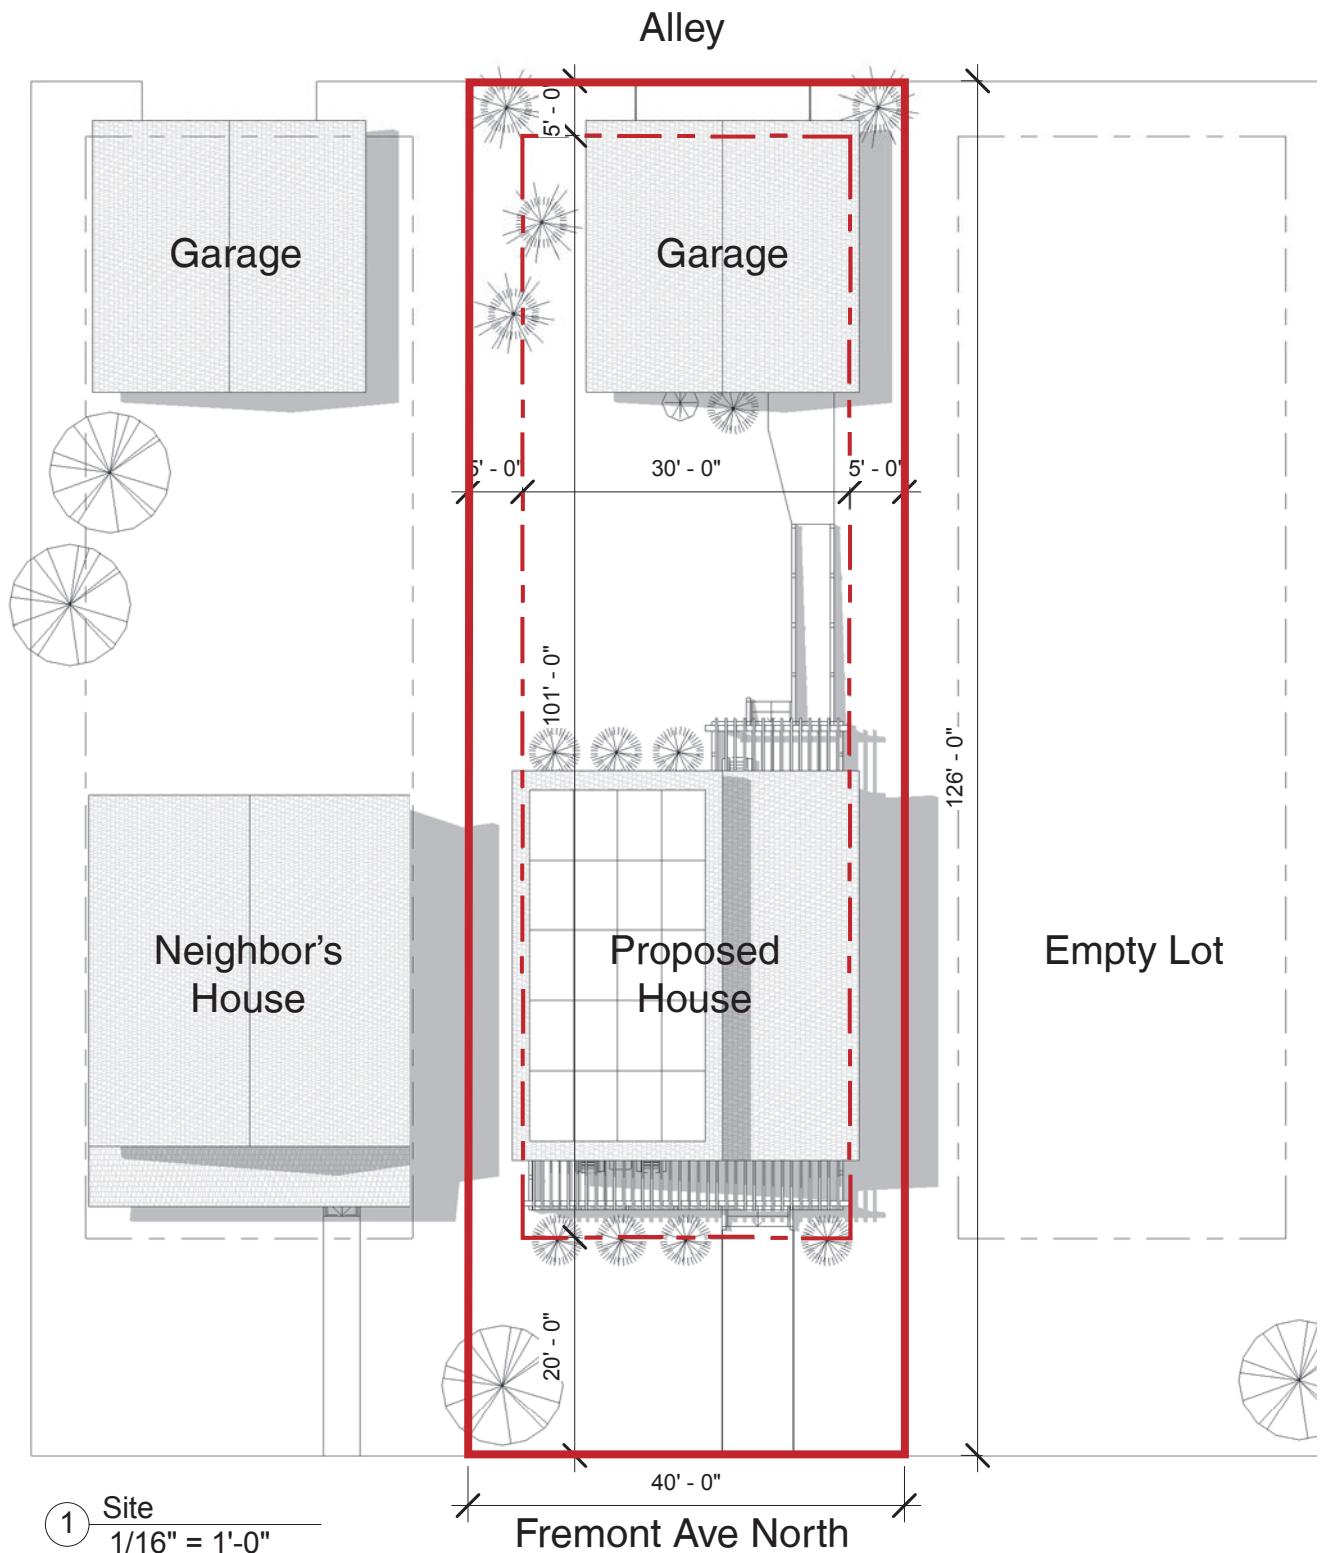 Alley
5' - 0"
Garage
Garage
5' - 0"
30' - 0"
5' - 0"
101' - 0"
126' - 0"
Neighbor's
House
Proposed
House
Empty Lot
20' - 0"
40' - 0"
1
Site
1/16" = 1'-0"
Fremont Ave North